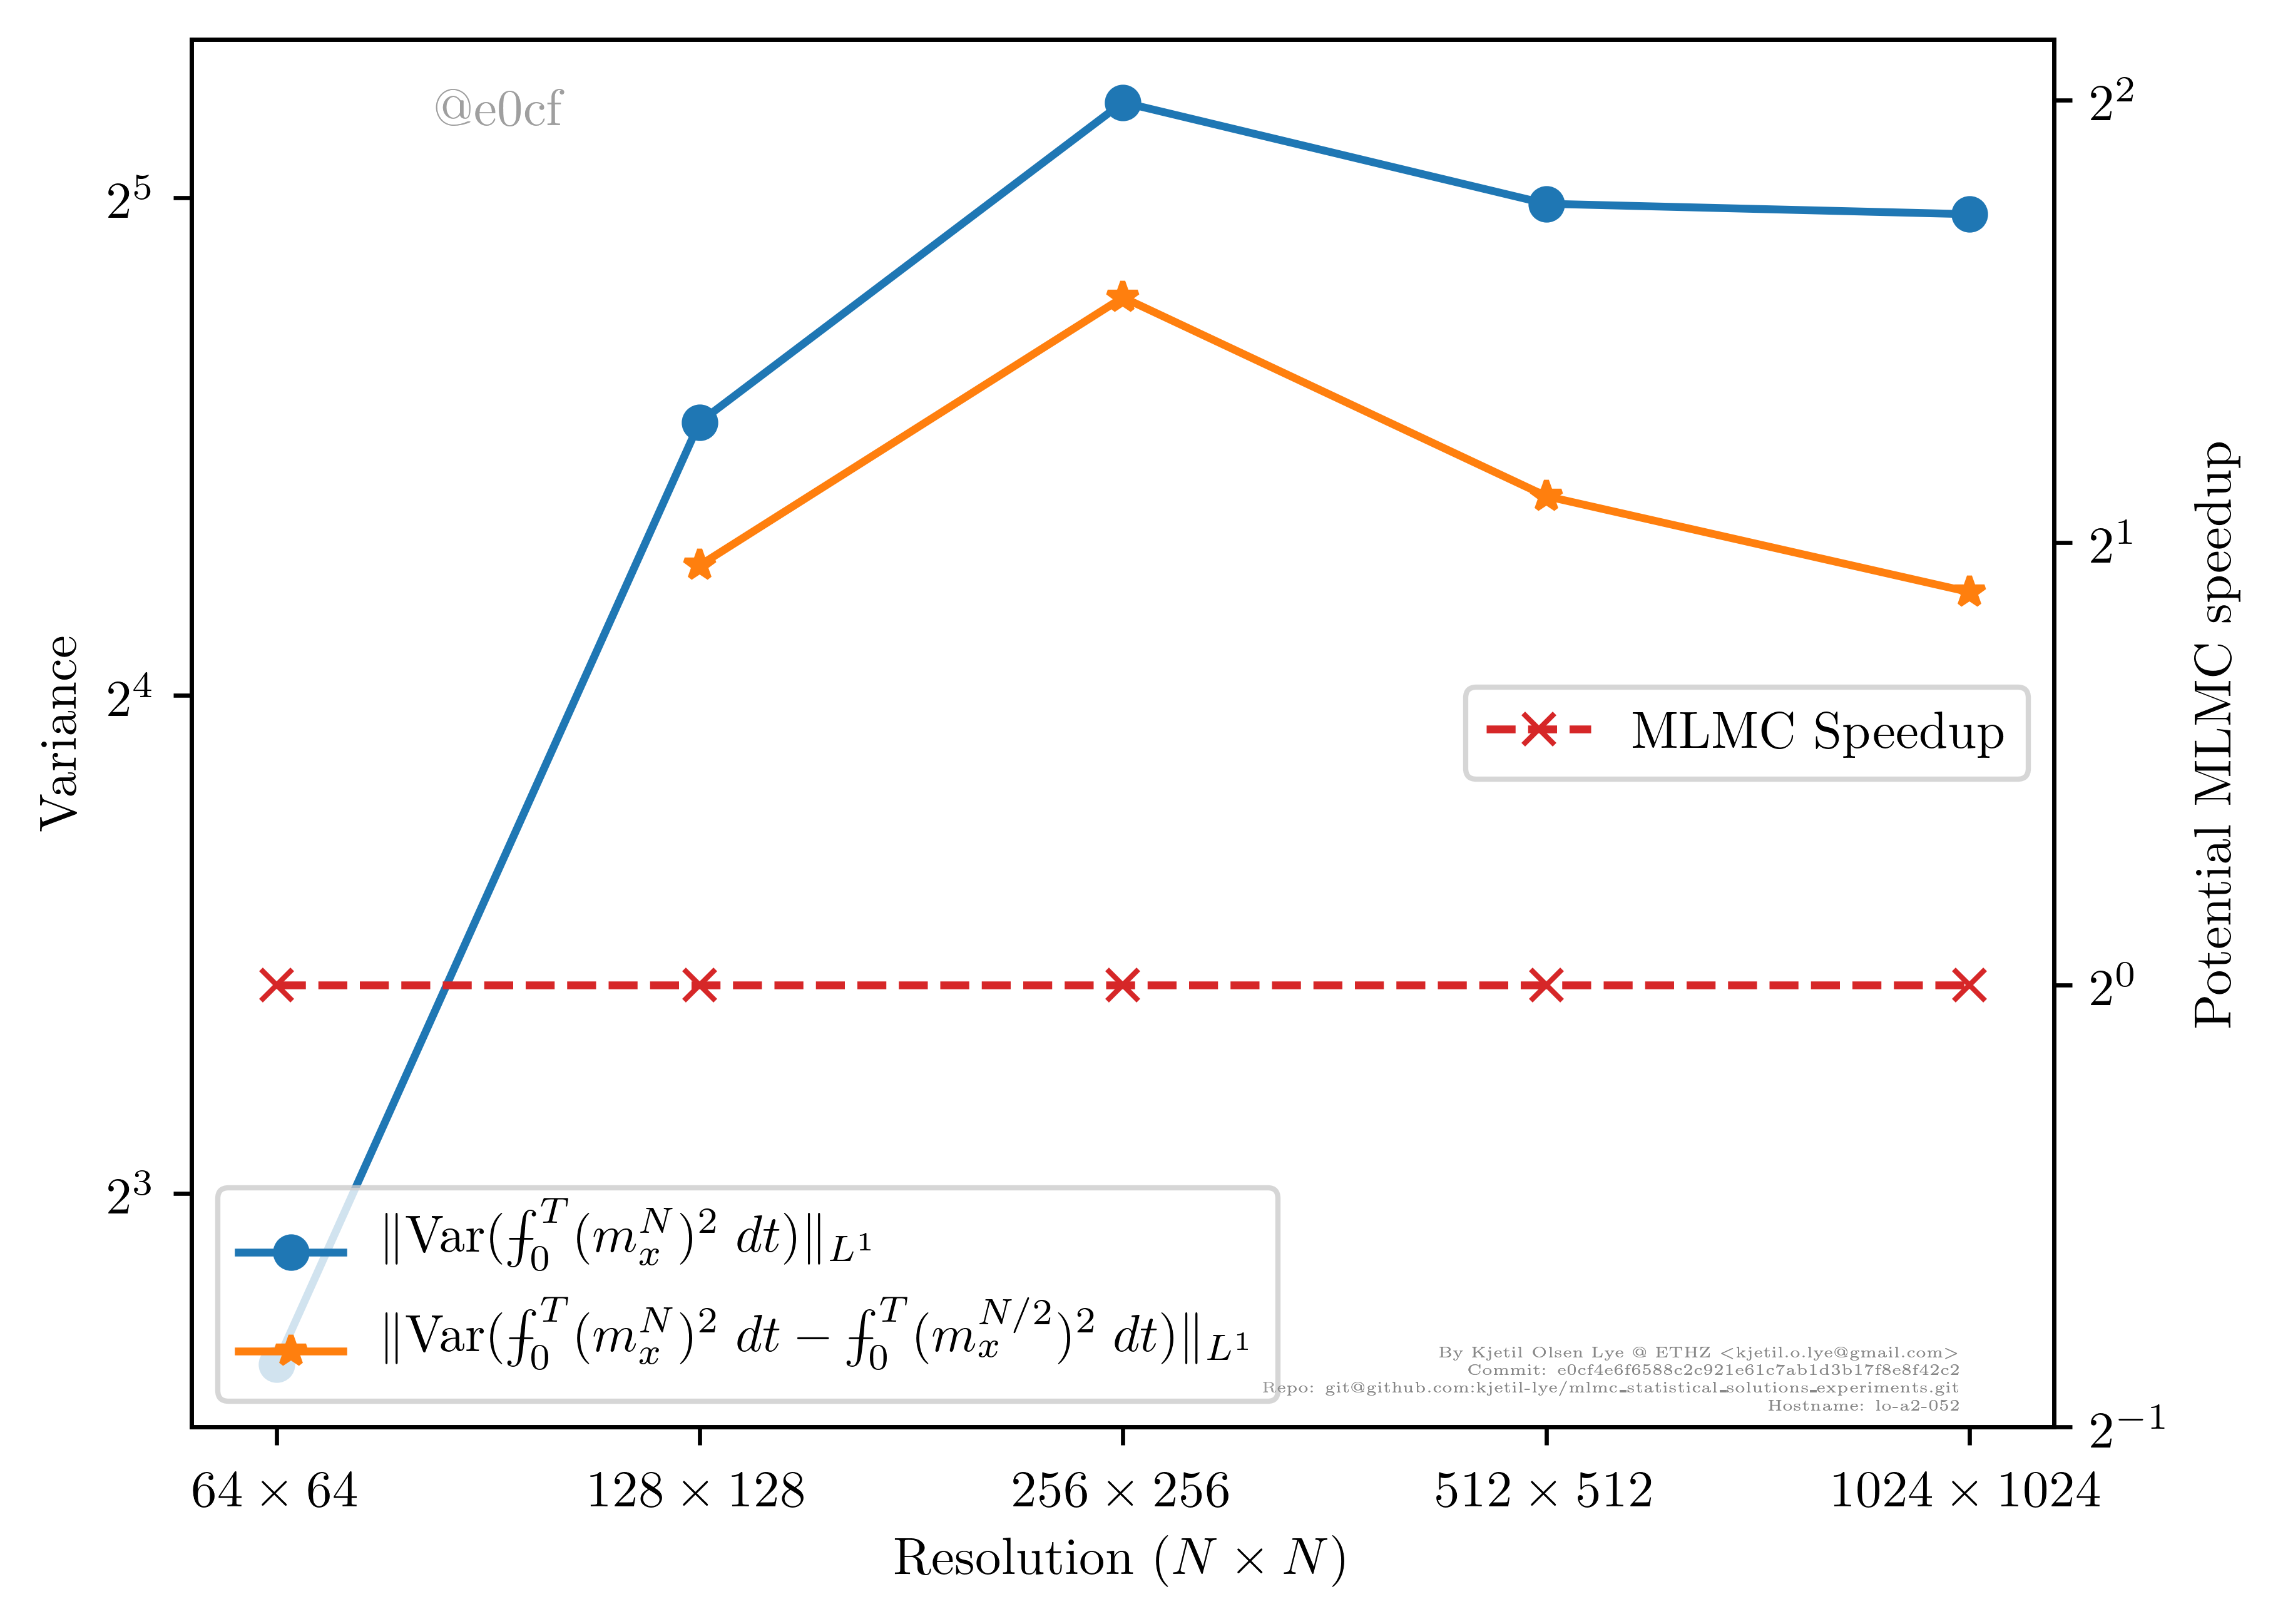 @e0cf
2^5
2^4
2^3
Variance
2^2
2^1
2^0
2^{-1}
Potential MLMC speedup
MLMC Speedup
‖Var(⨍_0^T (m_x^N)^2 dt)‖_{L^1}
‖Var(⨍_0^T (m_x^N)^2 dt − ⨍_0^T (m_x^{N/2})^2 dt)‖_{L^1}
By Kjetil Olsen Lye @ ETHZ <kjetil.o.lye@gmail.com>
Commit: e0cf4e6f6588c2c921e61c7ab1d3b17f8e8f42c2
Repo: git@github.com:kjetil-lye/mlmc_statistical_solutions_experiments.git
Hostname: lo-a2-052
64 × 64 128 × 128 256 × 256 512 × 512 1024 × 1024
Resolution (N × N)